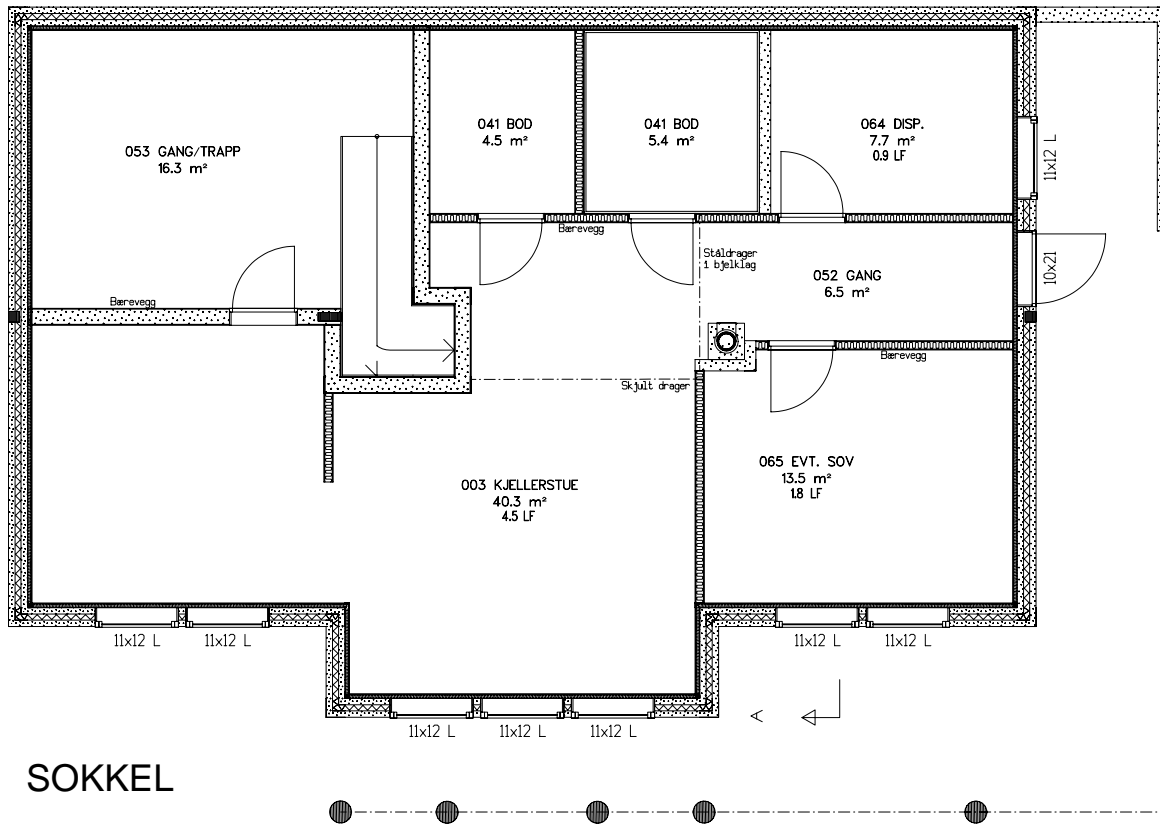 041 BOD
4.5 m²
041 BOD
5.4 m²
064 DISP.
7.7 m²
0.9 LF
11x12 L
053 GANG/TRAPP
16.3 m²
Bærevegg
Ståldrager
i bjelklag
052 GANG
6.5 m²
10x21
Bærevegg
Bærevegg
Skjult drager
065 EVT. SOV
13.5 m²
1.8 LF
003 KJELLERSTUE
40.3 m²
4.5 LF
11x12 L
11x12 L
11x12 L
11x12 L
A
11x12 L
11x12 L
11x12 L
SOKKEL